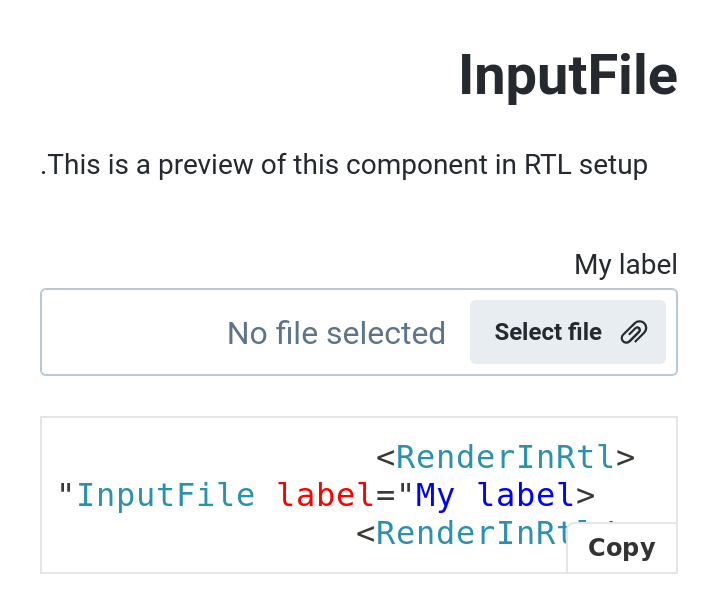 InputFile
.This is a preview of this component in RTL setup
My label
No file selected Select file
<RenderInRtl>
"InputFile label="My label>
Copy